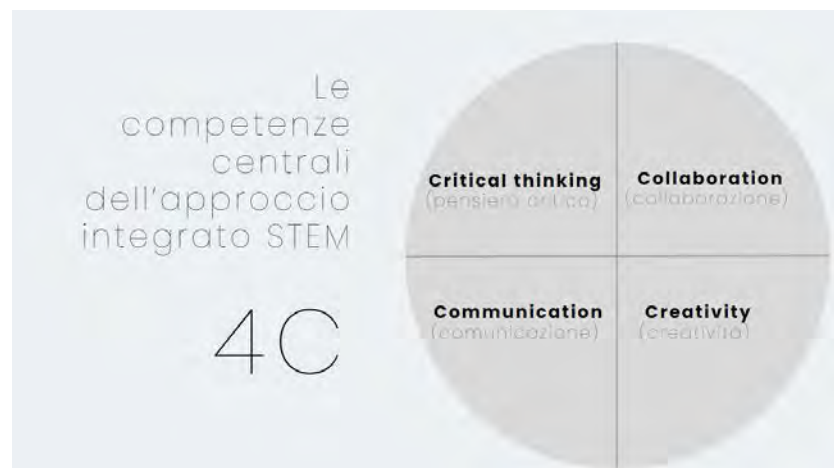 Le
competenze
centrali
dell'approccio
integrato STEM
4C
Critical thinking
(pensiero critico)
Collaboration
(collaborazione)
Communication
(comunicazione)
Creativity
(creatività)